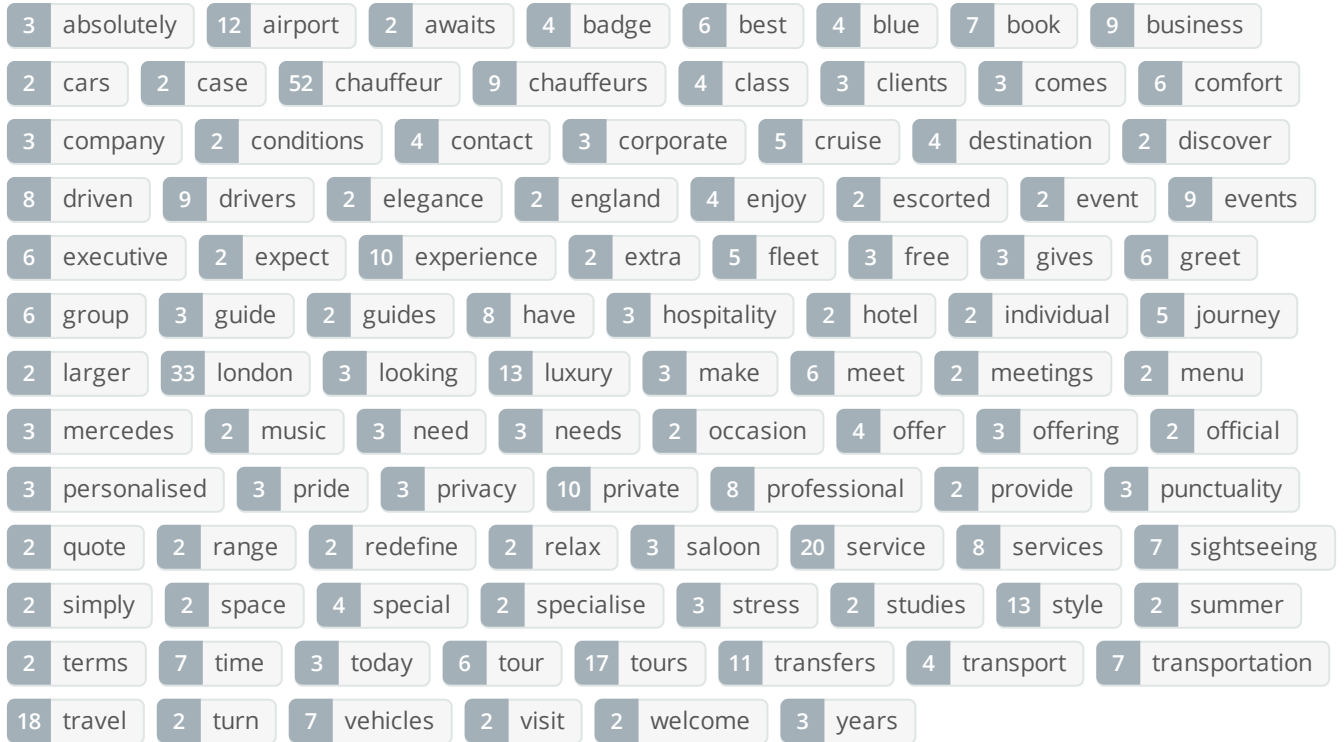 3 absolutely 12 airport 2 awaits 4 badge 6 best 4 blue 7 book 9 business
2 cars 2 case 52 chauffeur 9 chauffeurs 4 class 3 clients 3 comes 6 comfort
3 company 2 conditions 4 contact 3 corporate 5 cruise 4 destination 2 discover
8 driven 9 drivers 2 elegance 2 england 4 enjoy 2 escorted 2 event 9 events
6 executive 2 expect 10 experience 2 extra 5 fleet 3 free 3 gives 6 greet
6 group 3 guide 2 guides 8 have 3 hospitality 2 hotel 2 individual 5 journey
2 larger 33 london 3 looking 13 luxury 3 make 6 meet 2 meetings 2 menu
3 mercedes 2 music 3 need 3 needs 2 occasion 4 offer 3 offering 2 official
3 personalised 3 pride 3 privacy 10 private 8 professional 2 provide 3 punctuality
2 quote 2 range 2 redefine 2 relax 3 saloon 20 service 8 services 7 sightseeing
2 simply 2 space 4 special 2 specialise 3 stress 2 studies 13 style 2 summer
2 terms 7 time 3 today 6 tour 17 tours 11 transfers 4 transport 7 transportation
18 travel 2 turn 7 vehicles 2 visit 2 welcome 3 years